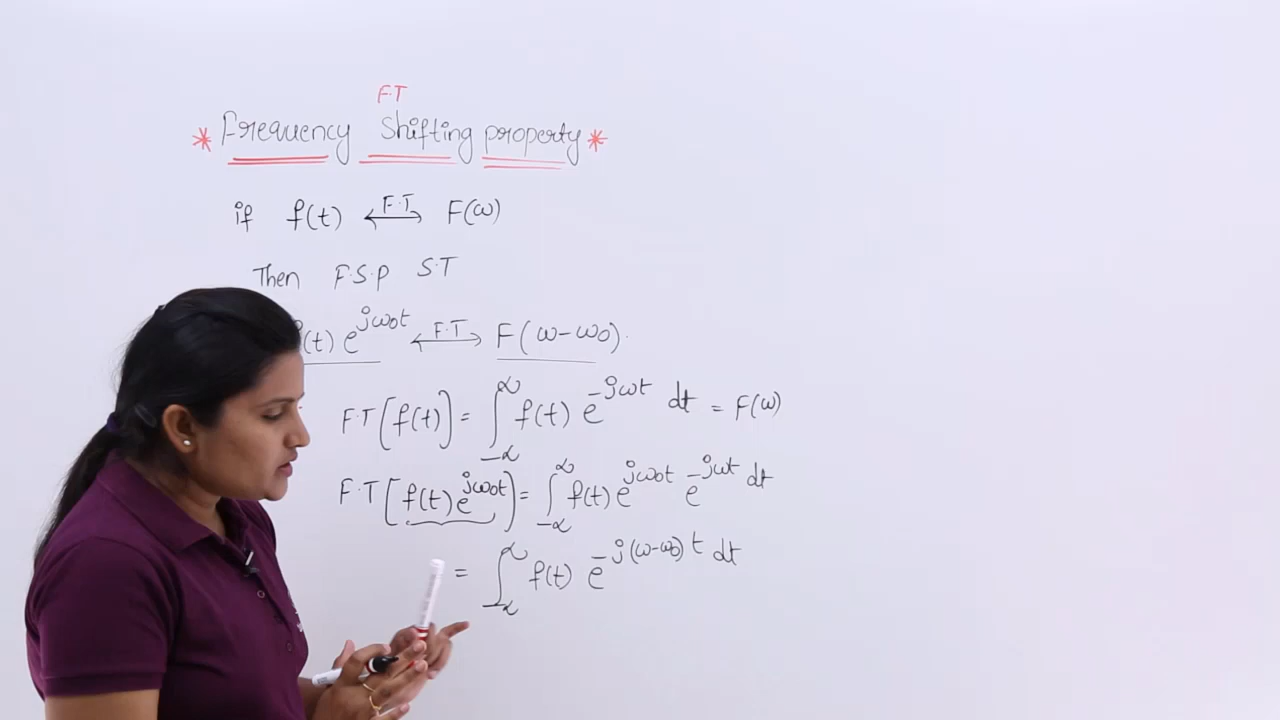 F.T
* Frequency Shifting property *
if f(t) ←F.T→ F(ω)
Then F.S.P S.T
(t) e^{jω₀t} ←F.T→ F(ω-ω₀).
F.T[f(t)] = ∫_{-∞}^{∞} f(t) e^{-jωt} dt = F(ω)
F.T[f(t)e^{jω₀t}] = ∫_{-∞}^{∞} f(t) e^{jω₀t} e^{-jωt} dt
= ∫_{-∞}^{∞} f(t) e^{-j(ω-ω₀)t} dt